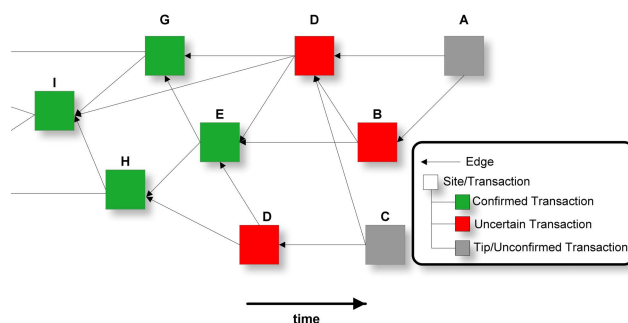 G
D
A
I
E
B
H
D
C
Edge
Site/Transaction
Confirmed Transaction
Uncertain Transaction
Tip/Unconfirmed Transaction
time